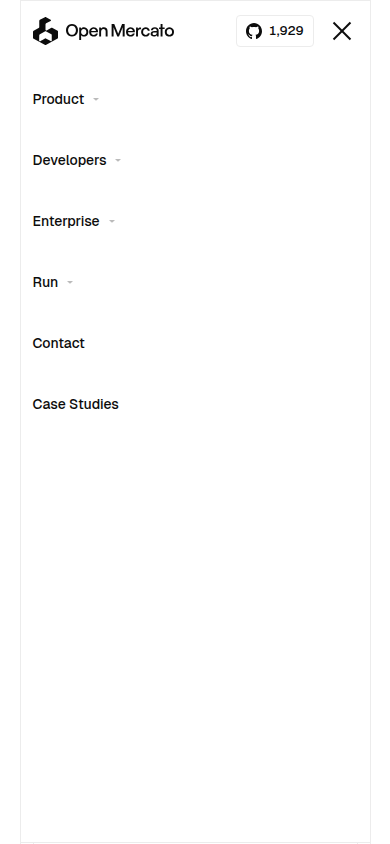 Open Mercato
1,929
Product
Developers
Enterprise
Run
Contact
Case Studies